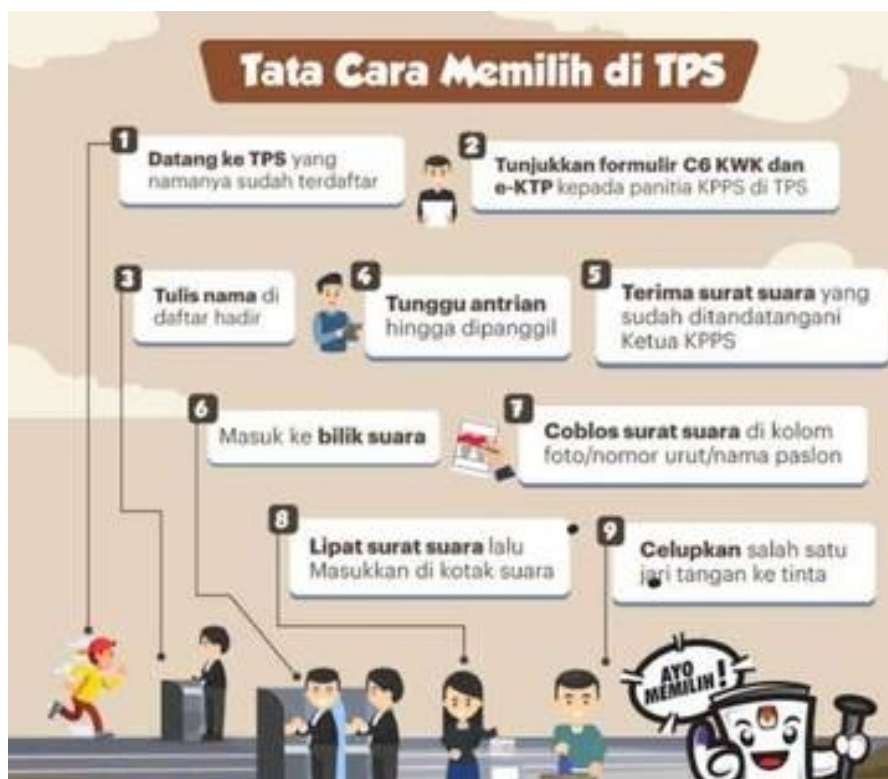 Tata Cara Memilih di TPS
1
Datang ke TPS yang
namanya sudah terdaftar
2
Tunjukkan formulir C6 KWK dan
e-KTP kepada panitia KPPS di TPS
3
Tulis nama di
daftar hadir
4
Tunggu antrian
hingga dipanggil
5
Terima surat suara yang
sudah ditandatangani
Ketua KPPS
6
Masuk ke bilik suara
7
Coblos surat suara di kolom
foto/nomor urut/nama paslon
8
Lipat surat suara lalu
Masukkan di kotak suara
9
Celupkan salah satu
jari tangan ke tinta
AYO
MEMILIH!